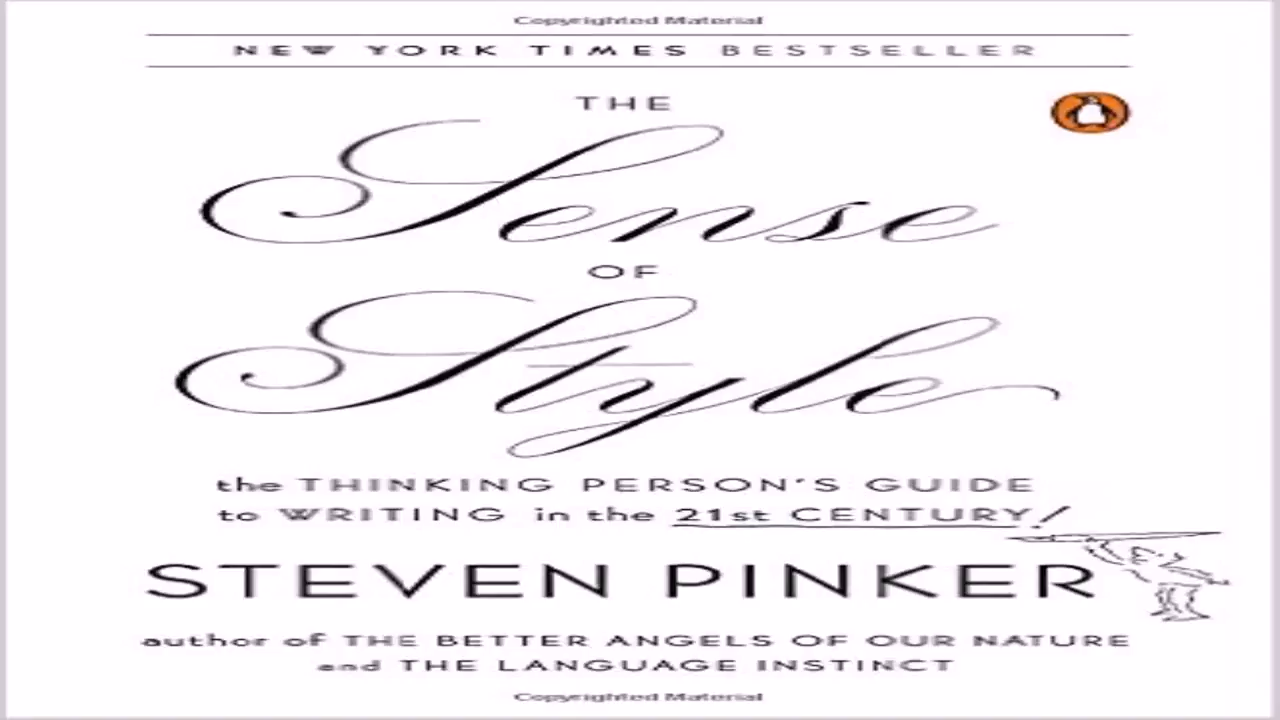 Copyrighted Material
NEW YORK TIMES BESTSELLER
THE
Sense
OF
Style
the THINKING PERSON'S GUIDE
to WRITING in the 21st CENTURY!
STEVEN PINKER
author of THE BETTER ANGELS OF OUR NATURE
and THE LANGUAGE INSTINCT
Copyrighted Material